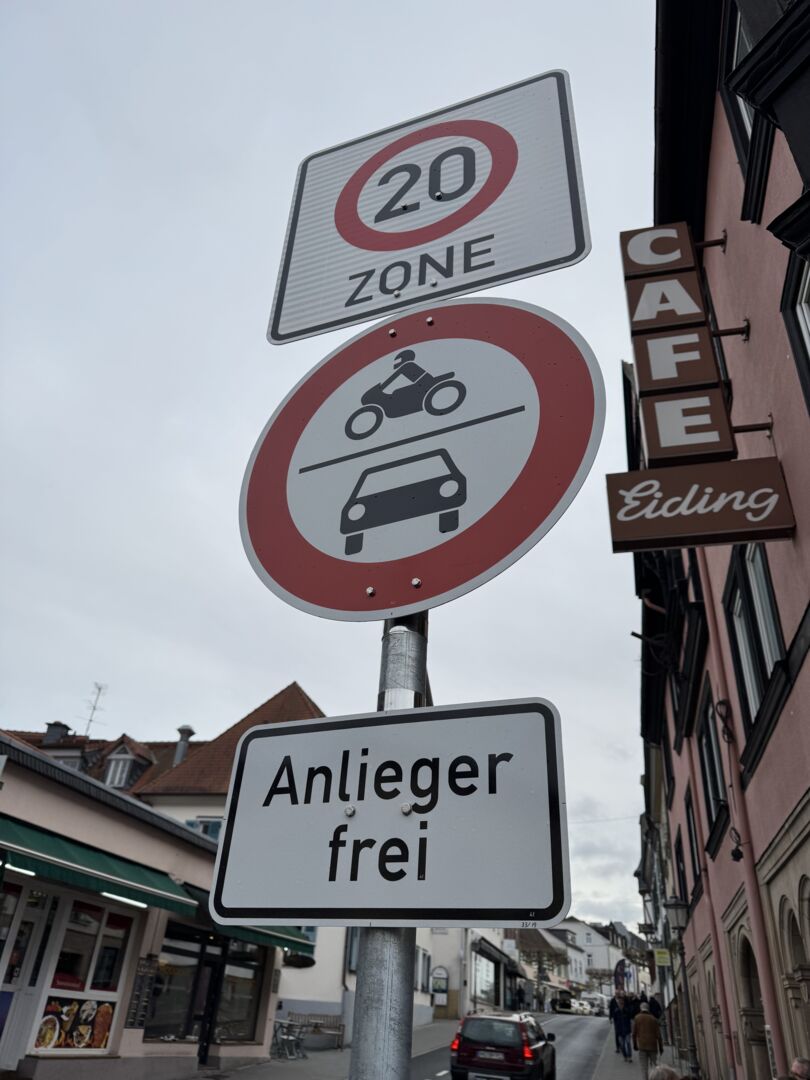 20
ZONE
CAFE
Eiding
Anlieger
frei